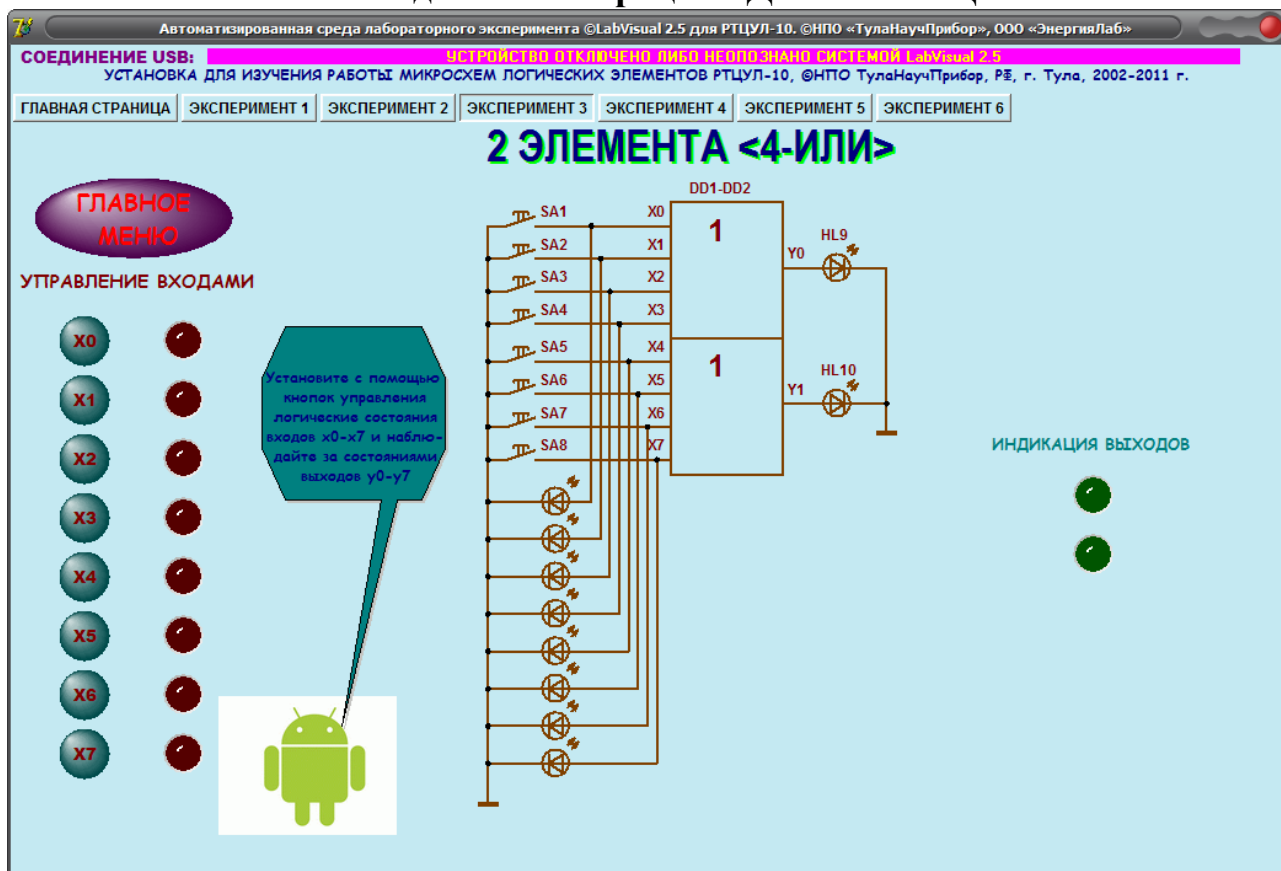 Автоматизированная среда лабораторного эксперимента ©LabVisual 2.5 для РТЦУЛ-10. ©НПО «ТулаНаучПрибор», ООО «ЭнергияЛаб»
СОЕДИНЕНИЕ USB: УСТРОЙСТВО ОТКЛЮЧЕНО ЛИБО НЕОПОЗНАНО СИСТЕМОЙ LabVisual 2.5
УСТАНОВКА ДЛЯ ИЗУЧЕНИЯ РАБОТЫ МИКРОСХЕМ ЛОГИЧЕСКИХ ЭЛЕМЕНТОВ РТЦУЛ-10, ©НТПО ТулаНаучПрибор, РФ, г. Тула, 2002-2011 г.
ГЛАВНАЯ СТРАНИЦА ЭКСПЕРИМЕНТ 1 ЭКСПЕРИМЕНТ 2 ЭКСПЕРИМЕНТ 3 ЭКСПЕРИМЕНТ 4 ЭКСПЕРИМЕНТ 5 ЭКСПЕРИМЕНТ 6
2 ЭЛЕМЕНТА <4-ИЛИ>
ГЛАВНОЕ
МЕНЮ
УПРАВЛЕНИЕ ВХОДАМИ
X0
X1
X2
X3
X4
X5
X6
X7
Установите с помощью
кнопок управления
логические состояния
входов x0-x7 и наблю-
дайте за состояниями
выходов y0-y7
DD1-DD2
SA1 X0
SA2 X1
SA3 X2
SA4 X3
SA5 X4
SA6 X5
SA7 X6
SA8 X7
1
1
Y0 HL9
Y1 HL10
ИНДИКАЦИЯ ВЫХОДОВ